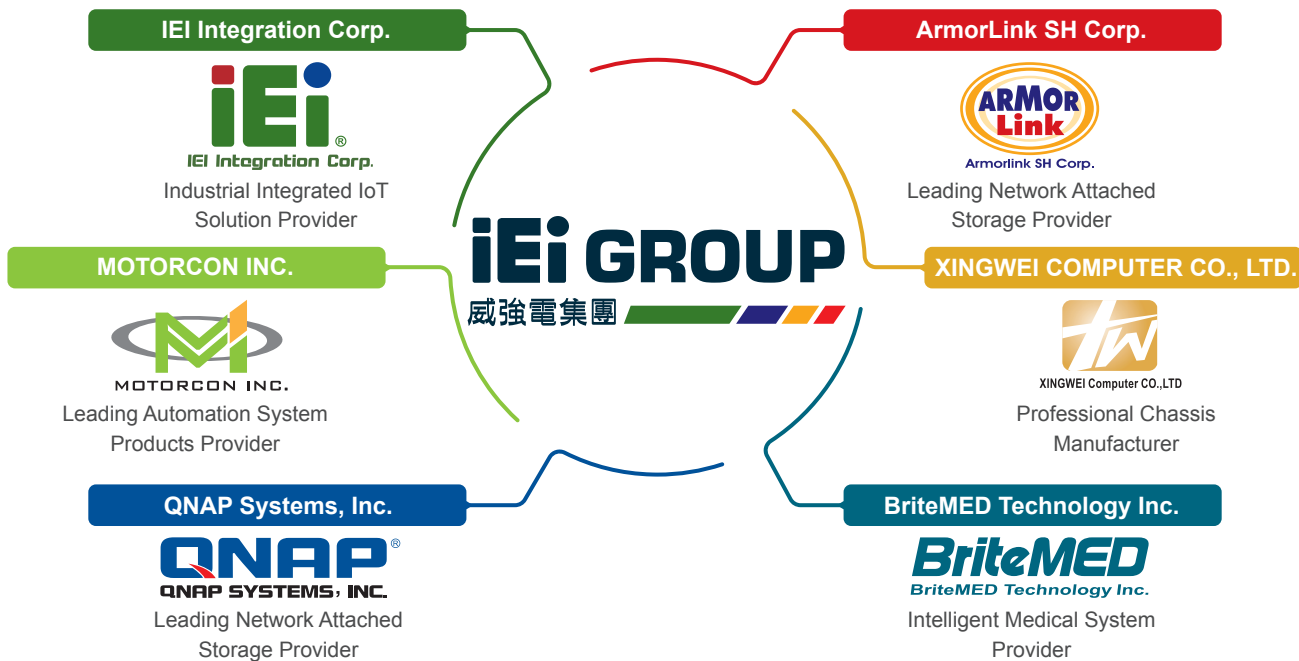 IEI Integration Corp.
iEi®
IEI Integration Corp.
Industrial Integrated IoT
Solution Provider
ArmorLink SH Corp.
ARMOR
Link
Armorlink SH Corp.
Leading Network Attached
Storage Provider
iEi GROUP
威強電集團
MOTORCON INC.
MOTORCON INC.
Leading Automation System
Products Provider
XINGWEI COMPUTER CO., LTD.
XW
XINGWEI Computer CO.,LTD
Professional Chassis
Manufacturer
QNAP Systems, Inc.
QNAP®
QNAP SYSTEMS, INC.
Leading Network Attached
Storage Provider
BriteMED Technology Inc.
BriteMED
BriteMED Technology Inc.
Intelligent Medical System
Provider